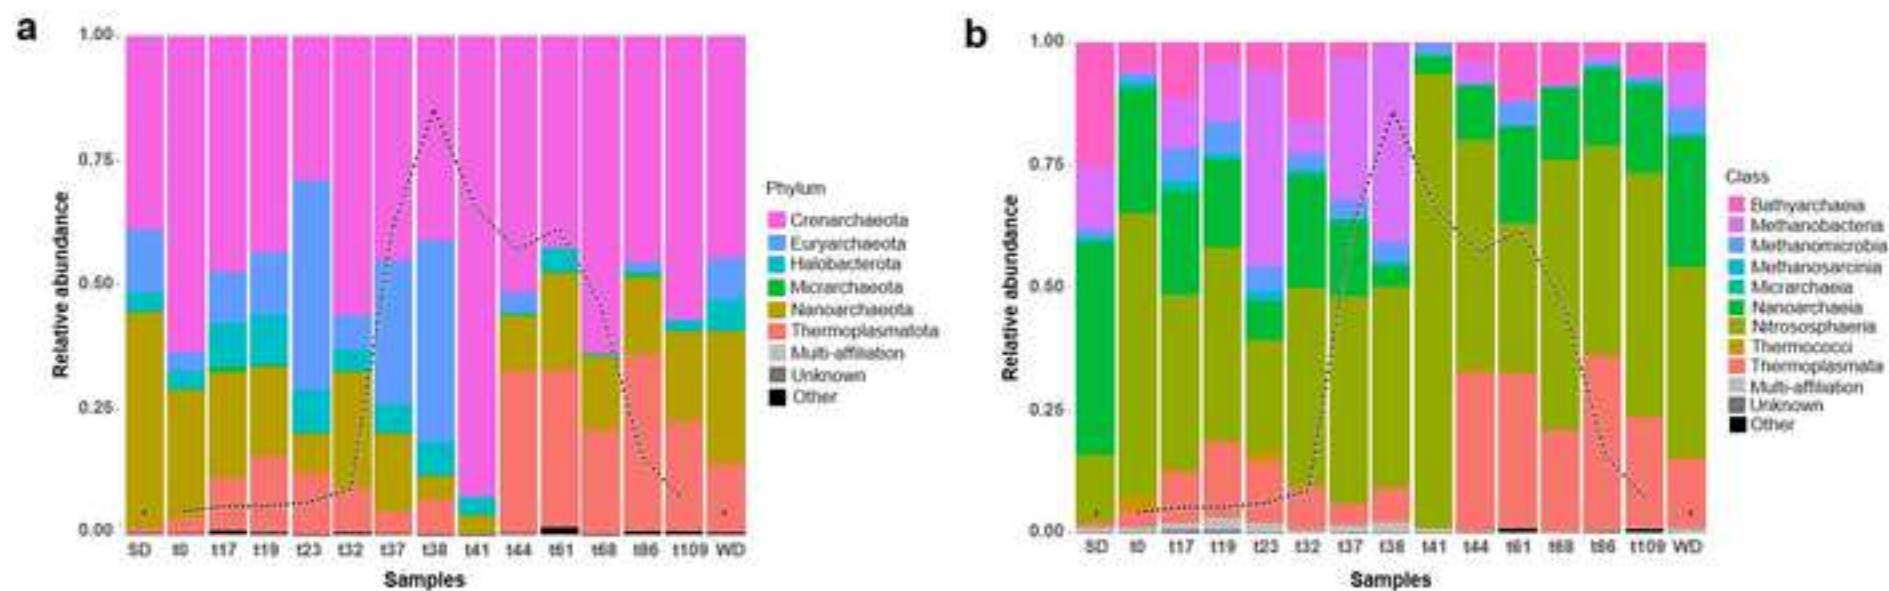 a
1.00
0.75
0.50
0.25
0.00
Relative abundance
SD t0 t17 t19 t23 t32 t37 t38 t41 t44 t61 t68 t86 t109 WD
Samples
Phylum
Crenarchaeota
Euryarchaeota
Halobacterota
Micrarchaeota
Nanoarchaeota
Thermoplasmatota
Multi-affiliation
Unknown
Other
b
1.00
0.75
0.50
0.25
0.00
Relative abundance
SD t0 t17 t19 t23 t32 t37 t38 t41 t44 t61 t68 t86 t109 WD
Samples
Class
Bathyarchaeia
Methanobacteria
Methanomicrobia
Methanosarcinia
Micrarchaeia
Nanoarchaeia
Nitrososphaeria
Thermococci
Thermoplasmata
Multi-affiliation
Unknown
Other